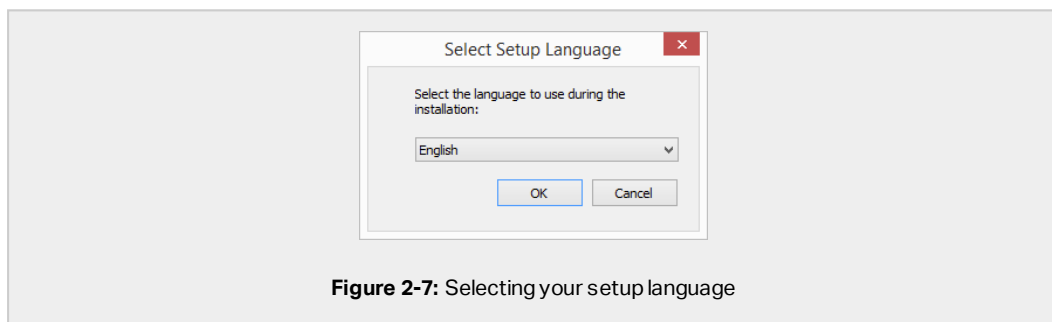 Select Setup Language
Select the language to use during the
installation:
English
OK
Cancel
Figure 2-7: Selecting your setup language